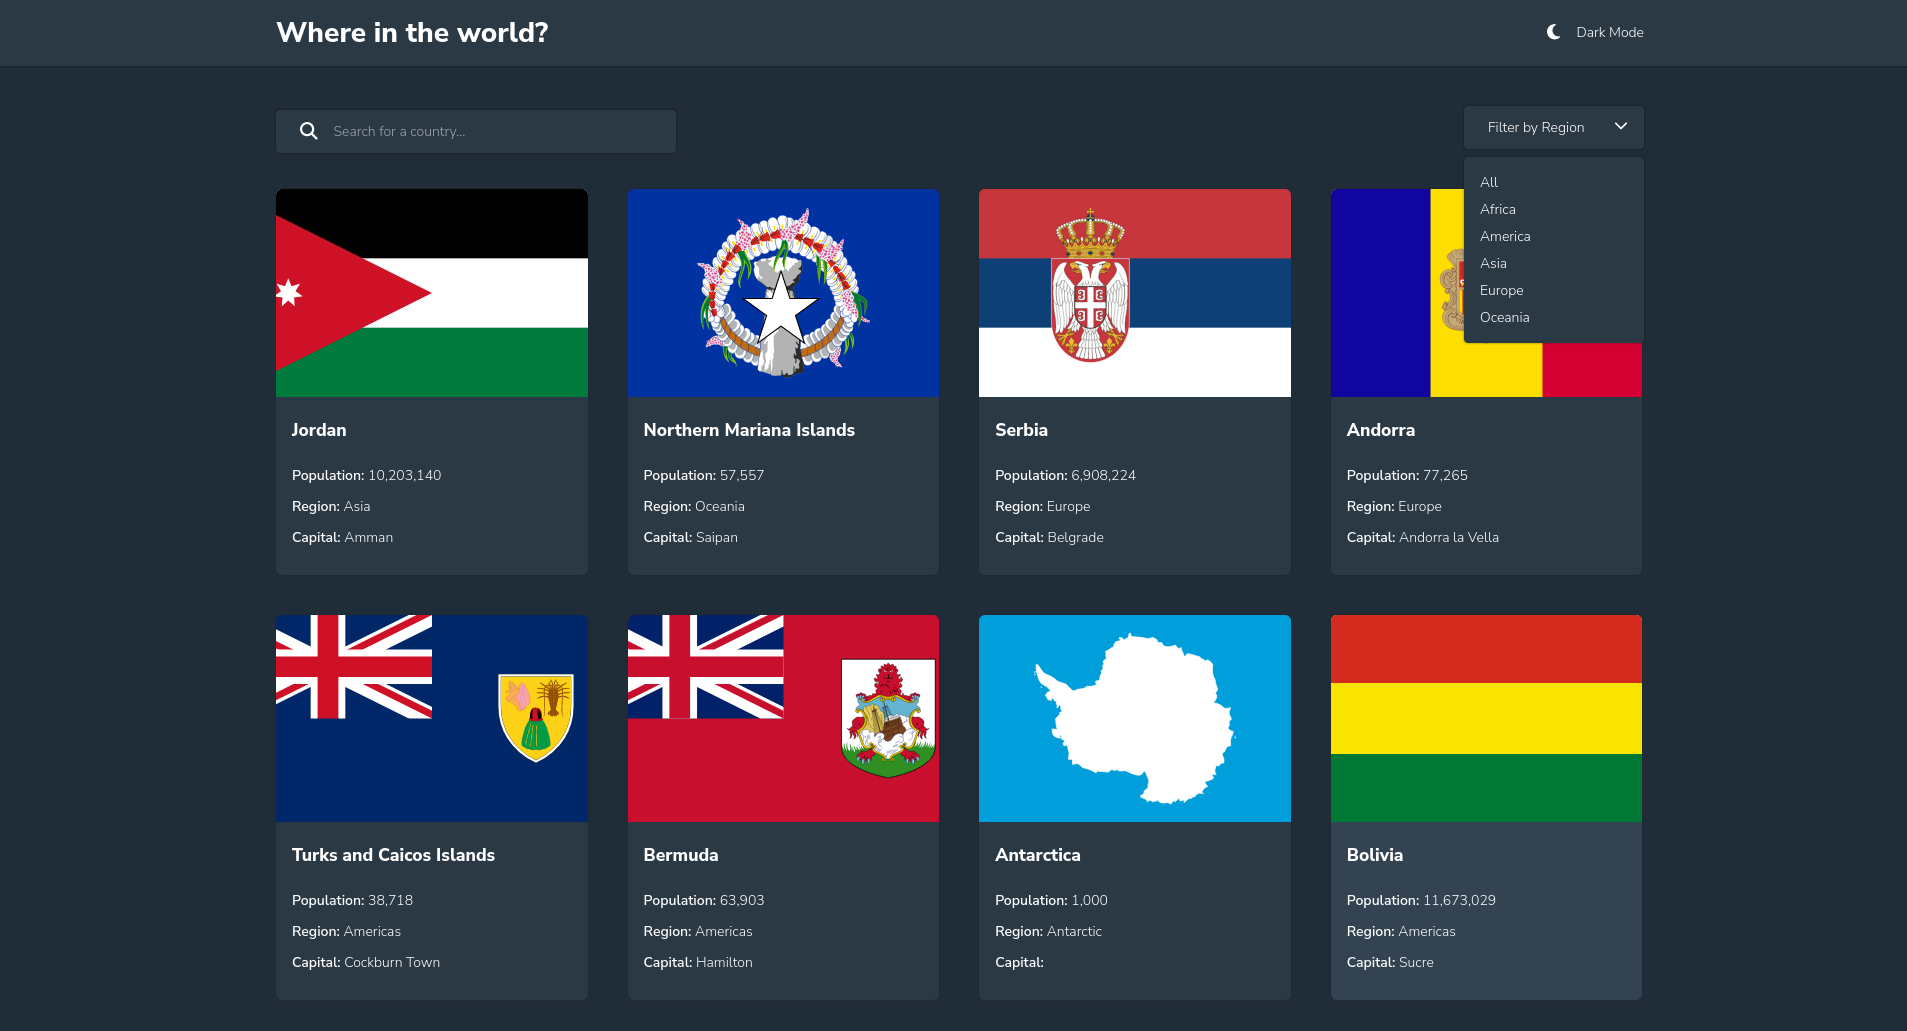 Where in the world?
Dark Mode
Search for a country...
Filter by Region
All
Africa
America
Asia
Europe
Oceania
Jordan
Population: 10,203,140
Region: Asia
Capital: Amman
Northern Mariana Islands
Population: 57,557
Region: Oceania
Capital: Saipan
Serbia
Population: 6,908,224
Region: Europe
Capital: Belgrade
Andorra
Population: 77,265
Region: Europe
Capital: Andorra la Vella
Turks and Caicos Islands
Population: 38,718
Region: Americas
Capital: Cockburn Town
Bermuda
Population: 63,903
Region: Americas
Capital: Hamilton
Antarctica
Population: 1,000
Region: Antarctic
Capital:
Bolivia
Population: 11,673,029
Region: Americas
Capital: Sucre